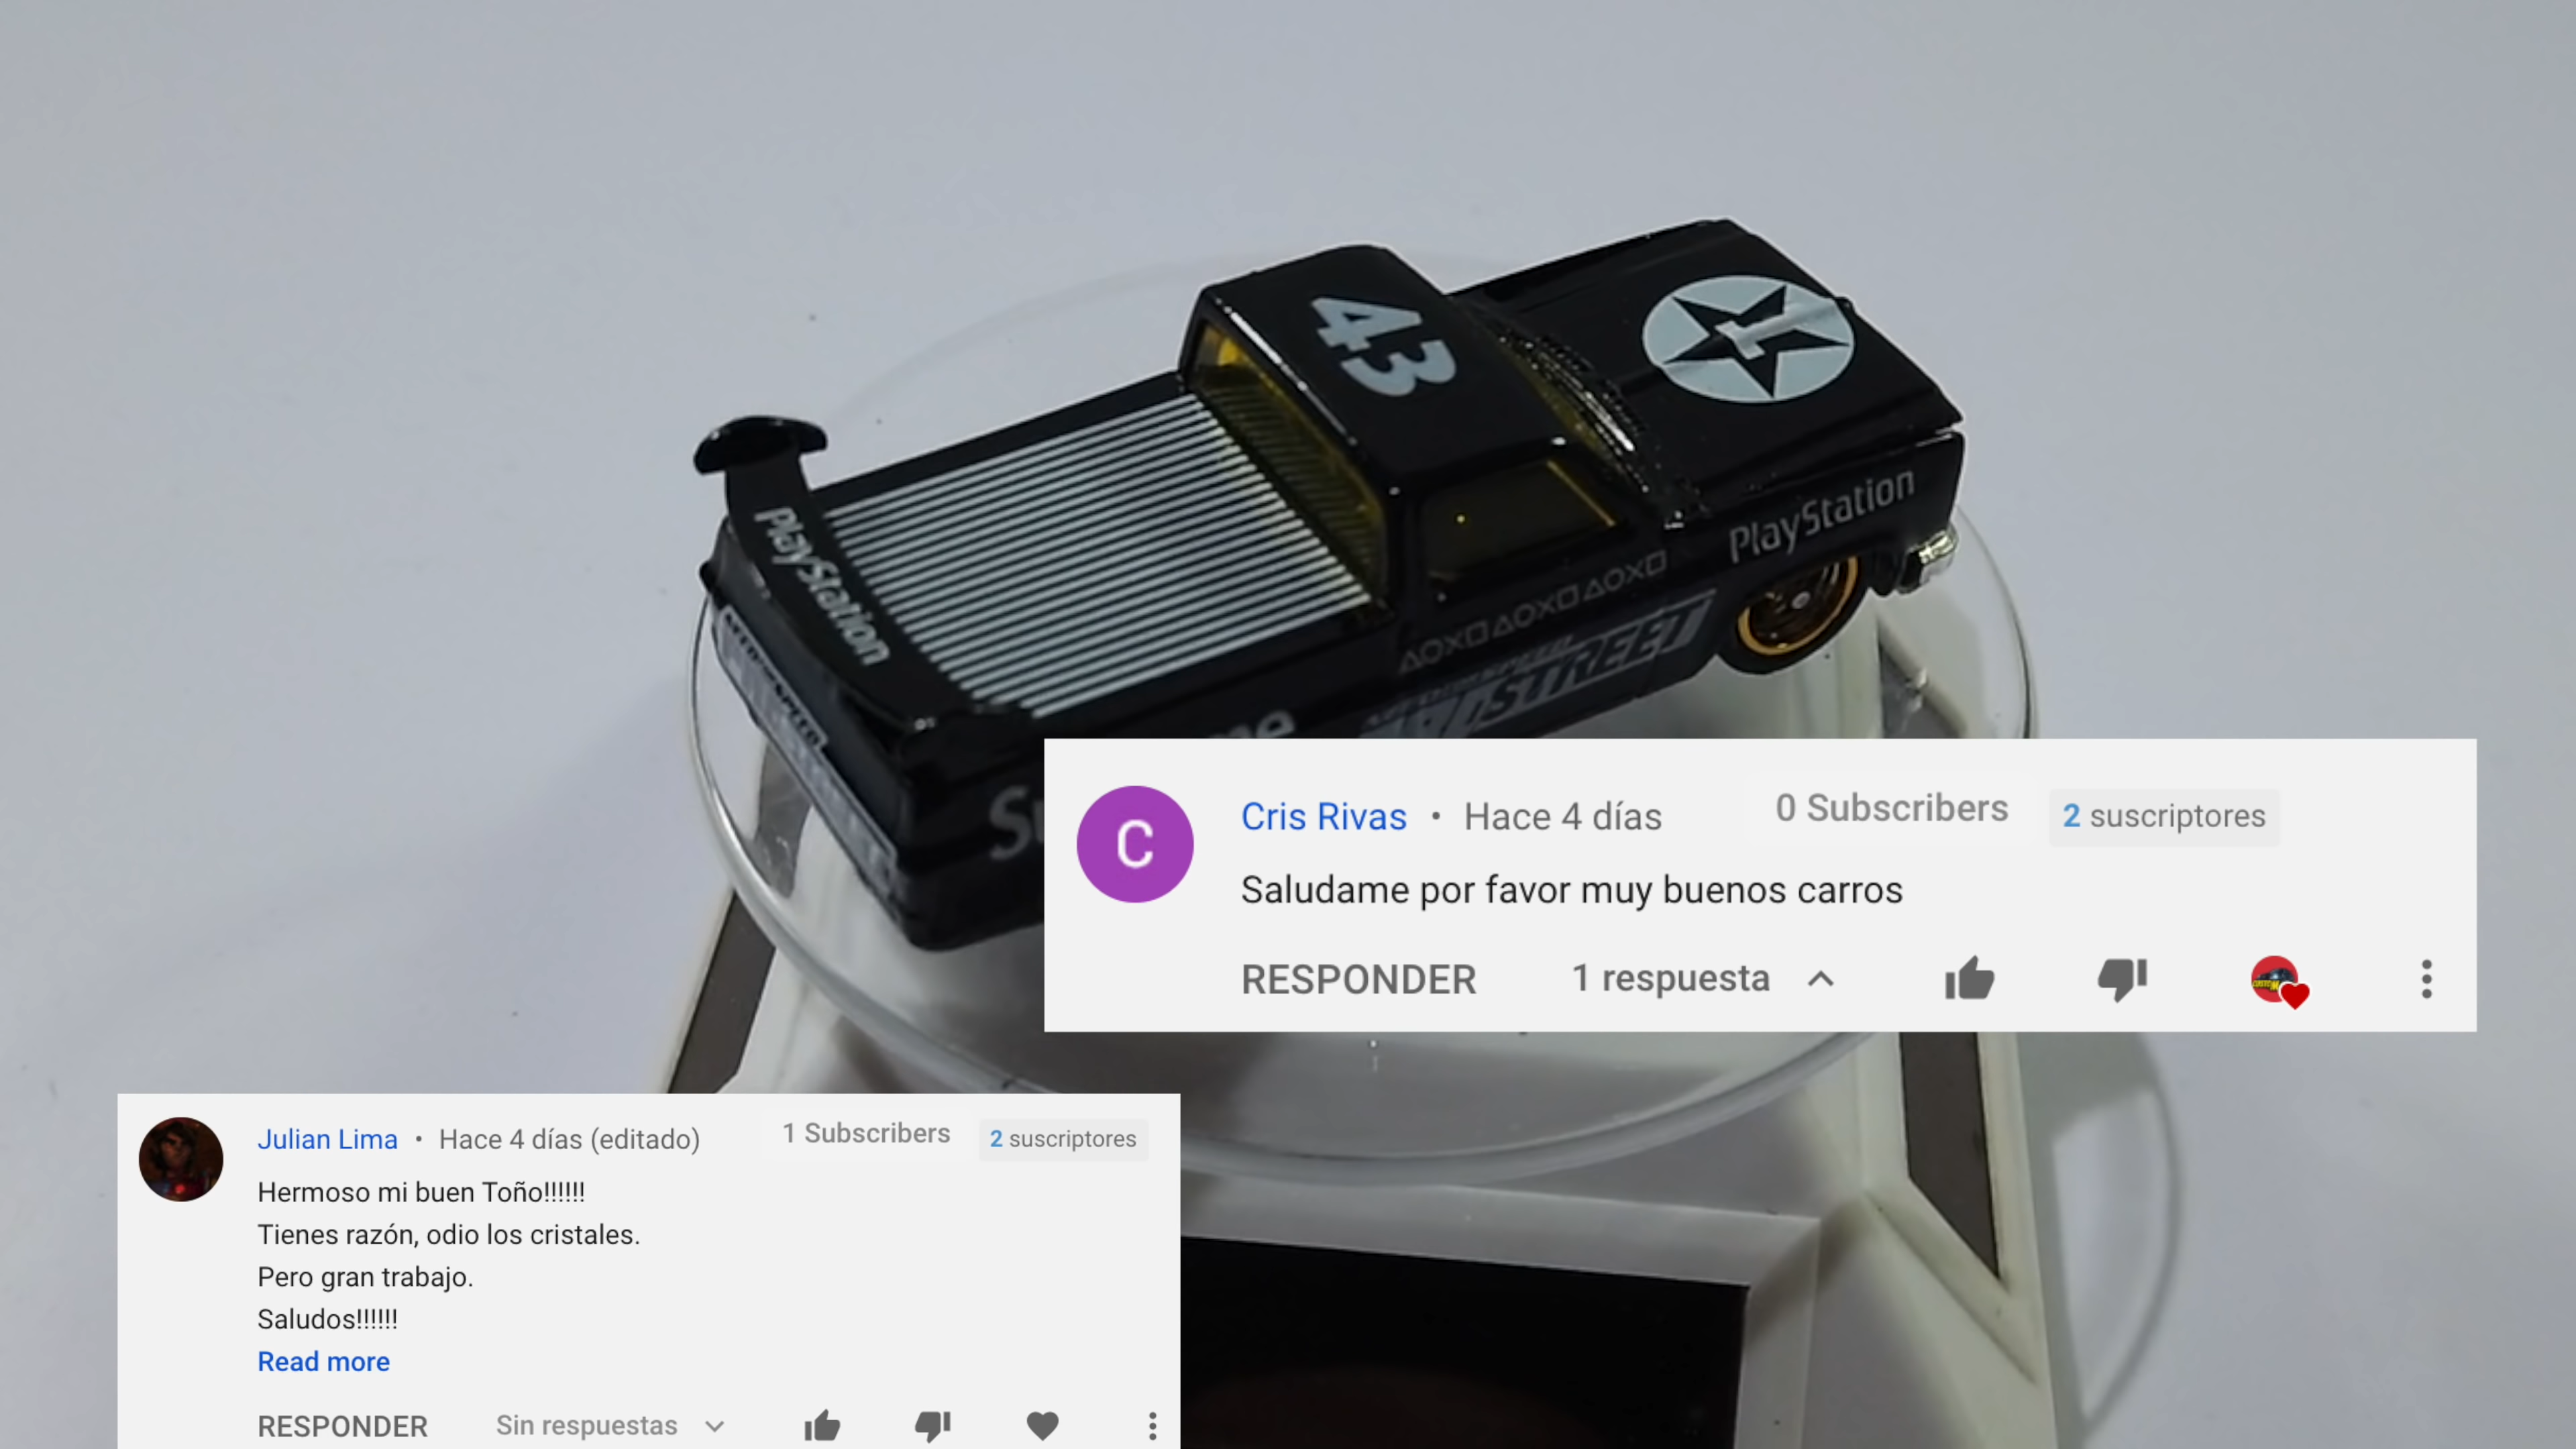 43
1
PlayStation
PlayStation
△○×□△○×□△○×□
Cris Rivas • Hace 4 días 0 Subscribers 2 suscriptores
Saludame por favor muy buenos carros
RESPONDER 1 respuesta
Julian Lima • Hace 4 días (editado) 1 Subscribers 2 suscriptores
Hermoso mi buen Toño!!!!!!
Tienes razón, odio los cristales.
Pero gran trabajo.
Saludos!!!!!!
Read more
RESPONDER Sin respuestas